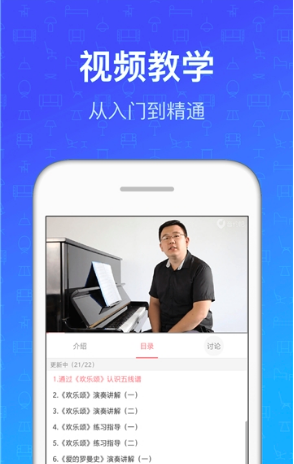 视频教学
从入门到精通
介绍
目录
讨论
更新中（21/22）
1.通过《欢乐颂》认识五线谱
2.《欢乐颂》演奏讲解（一）
3.《欢乐颂》演奏讲解（二）
4.《欢乐颂》练习指导（一）
5.《欢乐颂》练习指导（二）
6.《爱的罗曼史》演奏讲解（一）